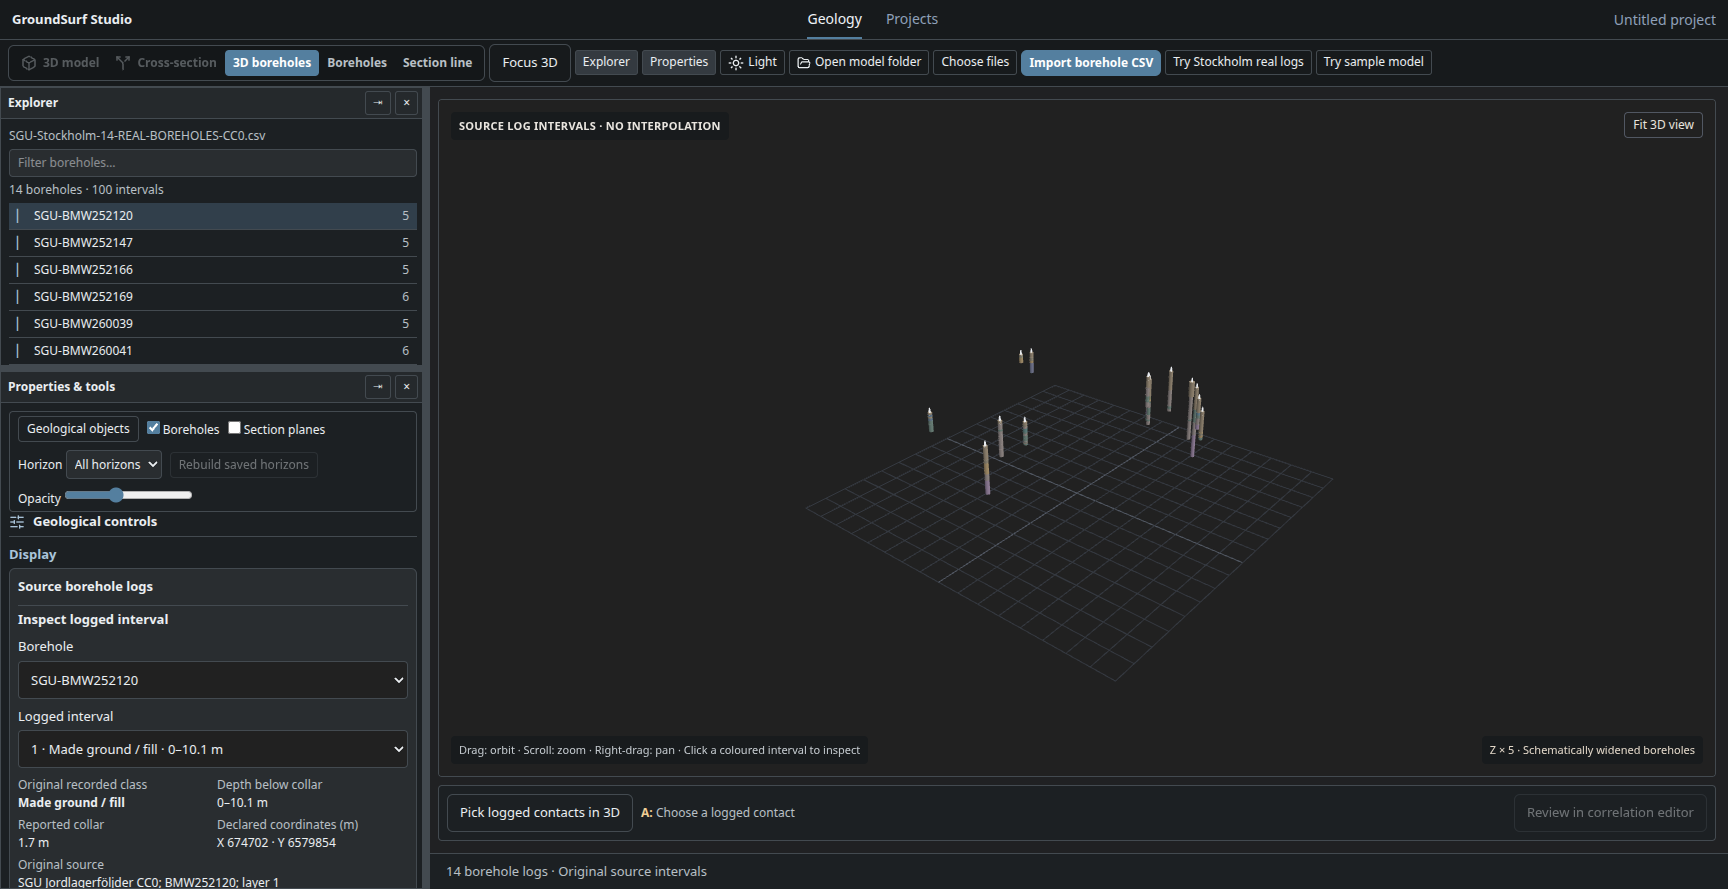 GroundSurf Studio
Geology
Projects
Untitled project
3D model
Cross-section
3D boreholes
Boreholes
Section line
Focus 3D
Explorer
Properties
Light
Open model folder
Choose files
Import borehole CSV
Try Stockholm real logs
Try sample model
Explorer
SGU-Stockholm-14-REAL-BOREHOLES-CC0.csv
Filter boreholes...
14 boreholes · 100 intervals
SGU-BMW252120 5
SGU-BMW252147 5
SGU-BMW252166 5
SGU-BMW252169 6
SGU-BMW260039 5
SGU-BMW260041 6
Properties & tools
Geological objects
Boreholes
Section planes
Horizon
All horizons
Rebuild saved horizons
Opacity
Geological controls
Display
Source borehole logs
Inspect logged interval
Borehole
SGU-BMW252120
Logged interval
1 · Made ground / fill · 0–10.1 m
Original recorded class
Made ground / fill
Depth below collar
0–10.1 m
Reported collar
1.7 m
Declared coordinates (m)
X 674702 · Y 6579854
Original source
SGU Jordlagerföljder CC0; BMW252120; layer 1
SOURCE LOG INTERVALS · NO INTERPOLATION
Fit 3D view
Drag: orbit · Scroll: zoom · Right-drag: pan · Click a coloured interval to inspect
Z × 5 · Schematically widened boreholes
Pick logged contacts in 3D
A: Choose a logged contact
Review in correlation editor
14 borehole logs · Original source intervals